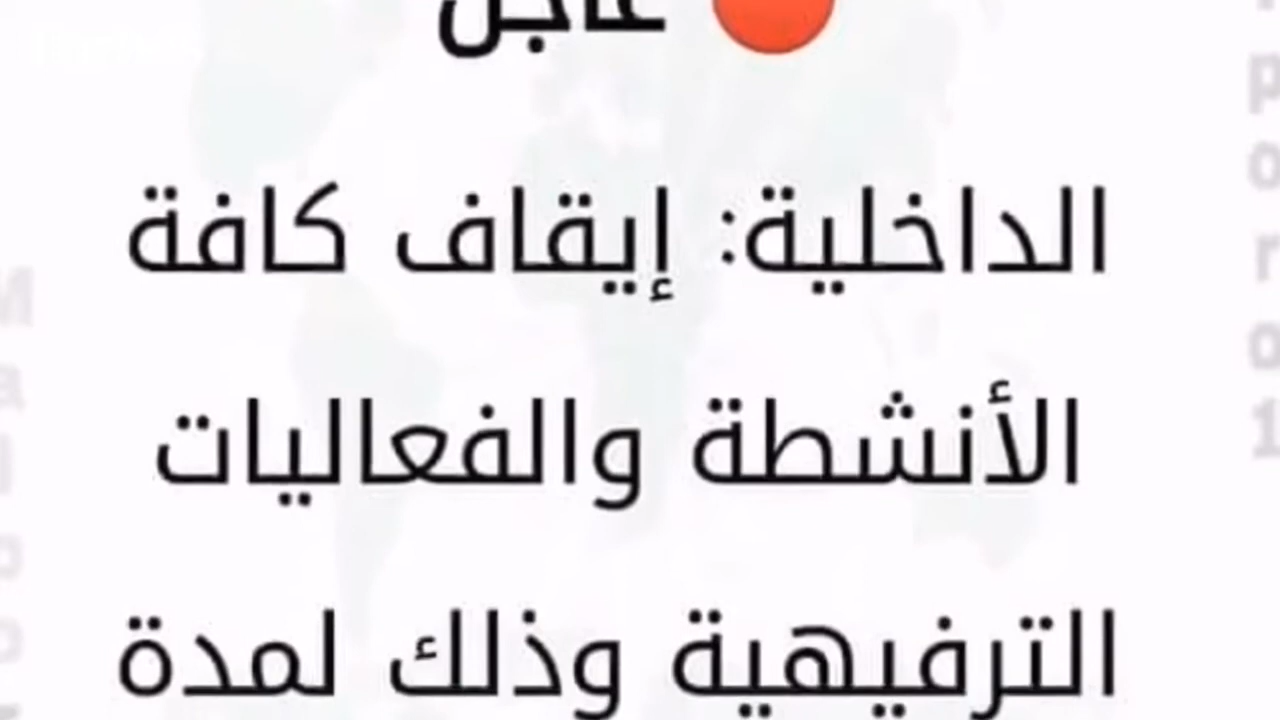 عاجل
الداخلية: إيقاف كافة
الأنشطة والفعاليات
الترفيهية وذلك لمدة